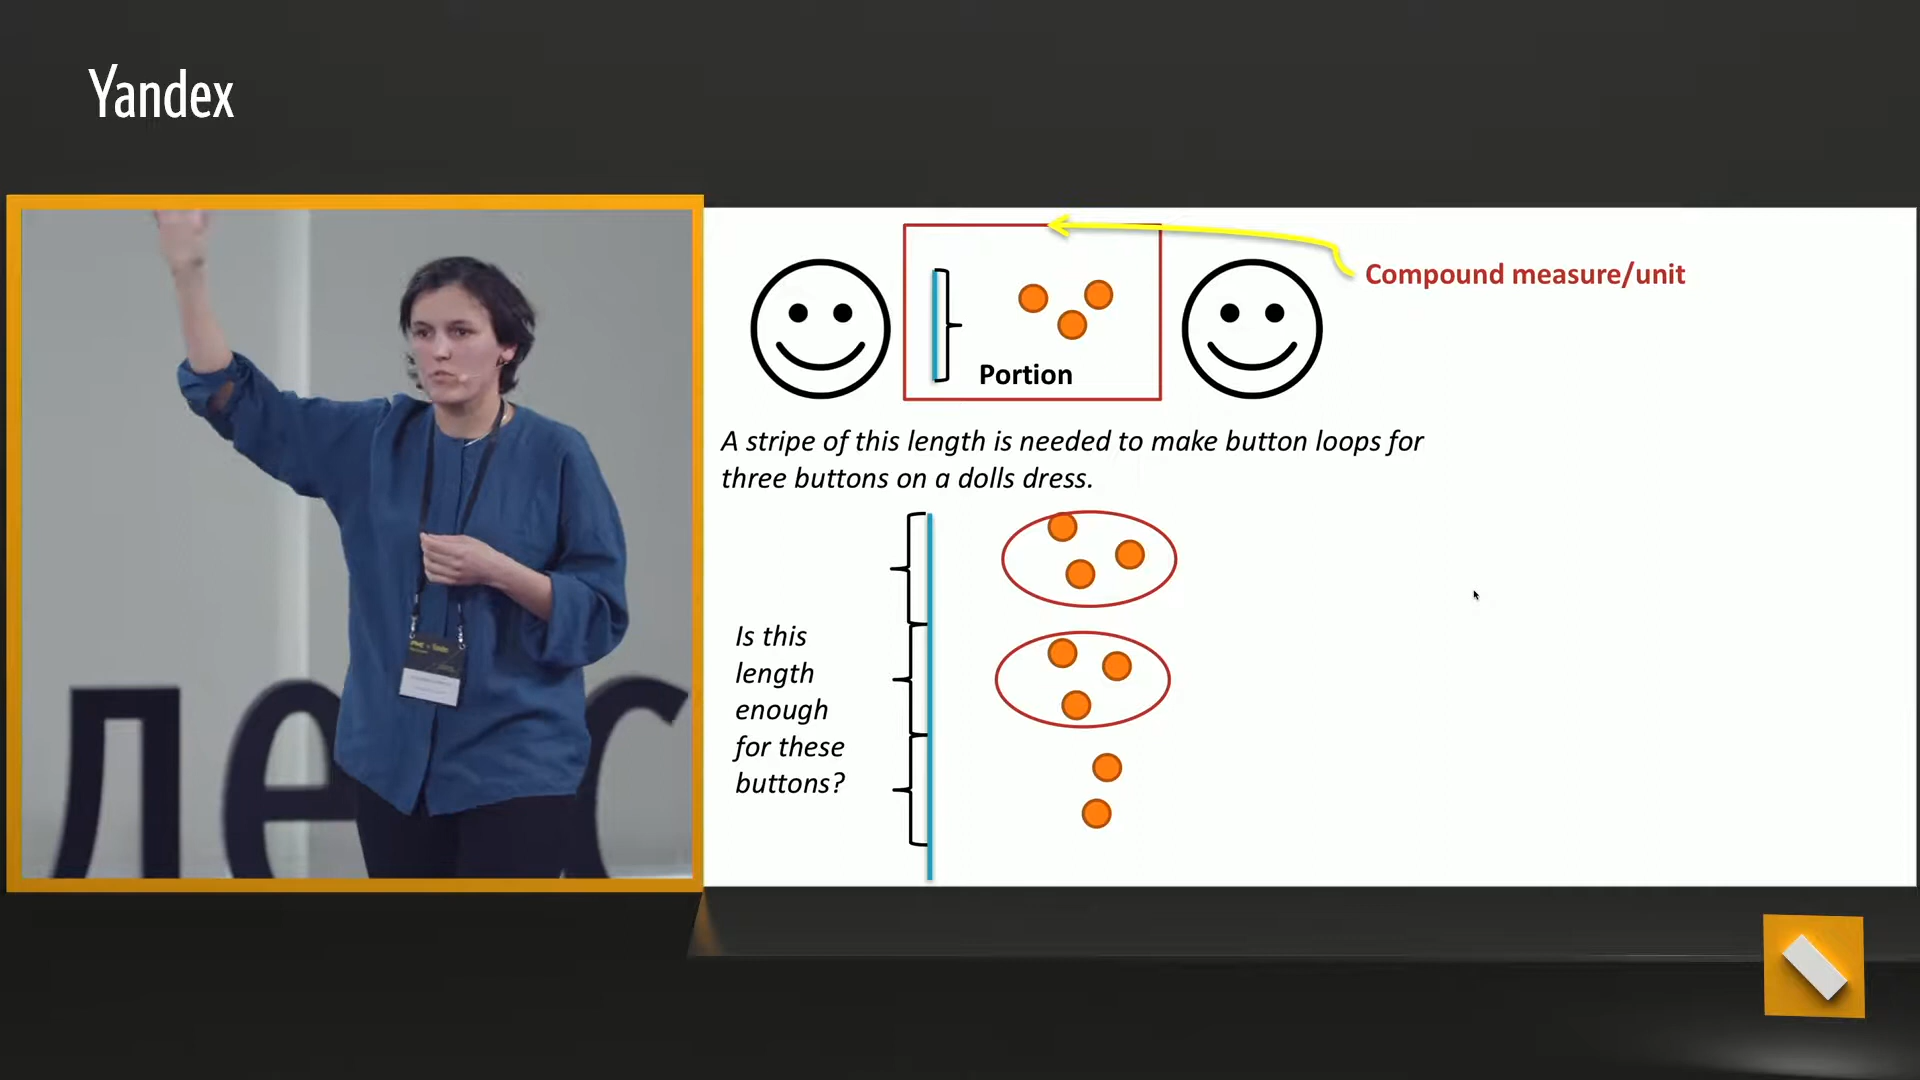 Yandex
Compound measure/unit
Portion
A stripe of this length is needed to make button loops for
three buttons on a dolls dress.
Is this
length
enough
for these
buttons?